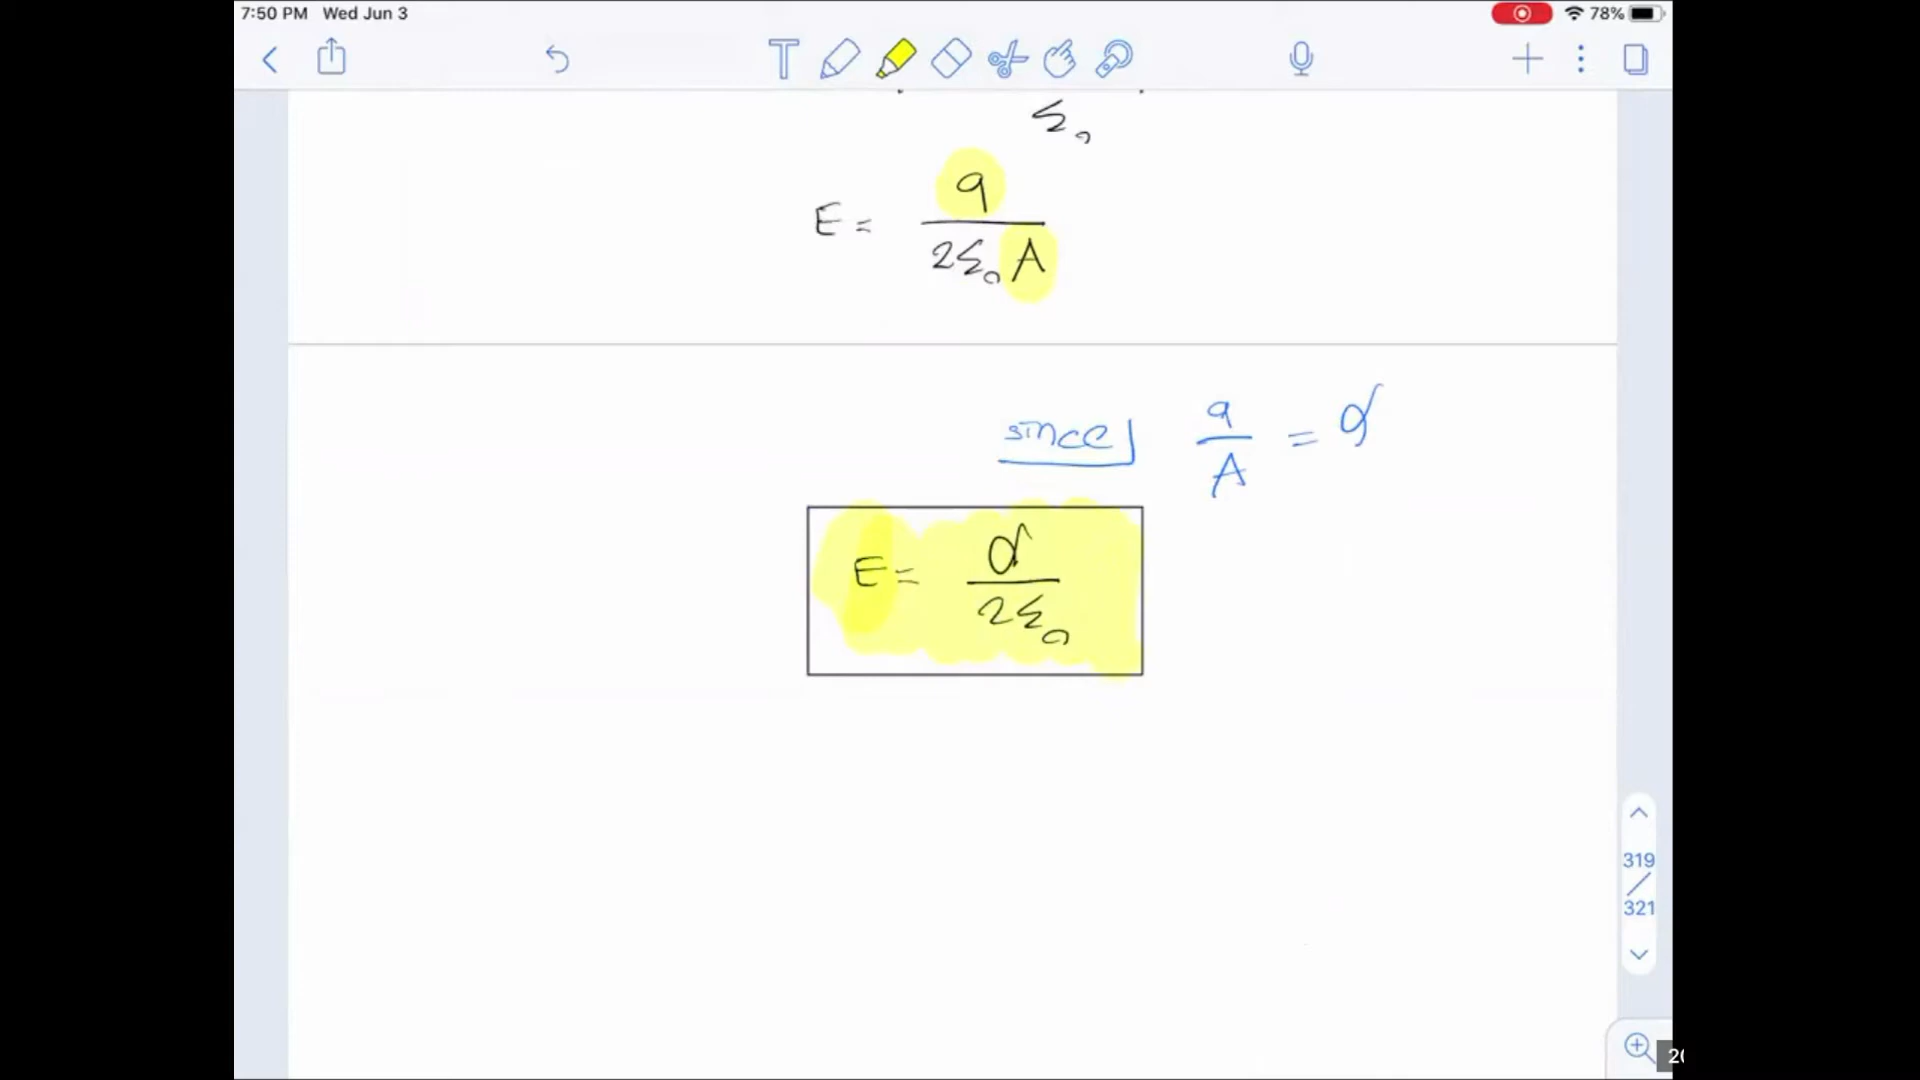 7:50 PM Wed Jun 3 78%
T
ε₀
E = q / 2ε₀A
since q / A = σ
E = σ / 2ε₀
319
/
321